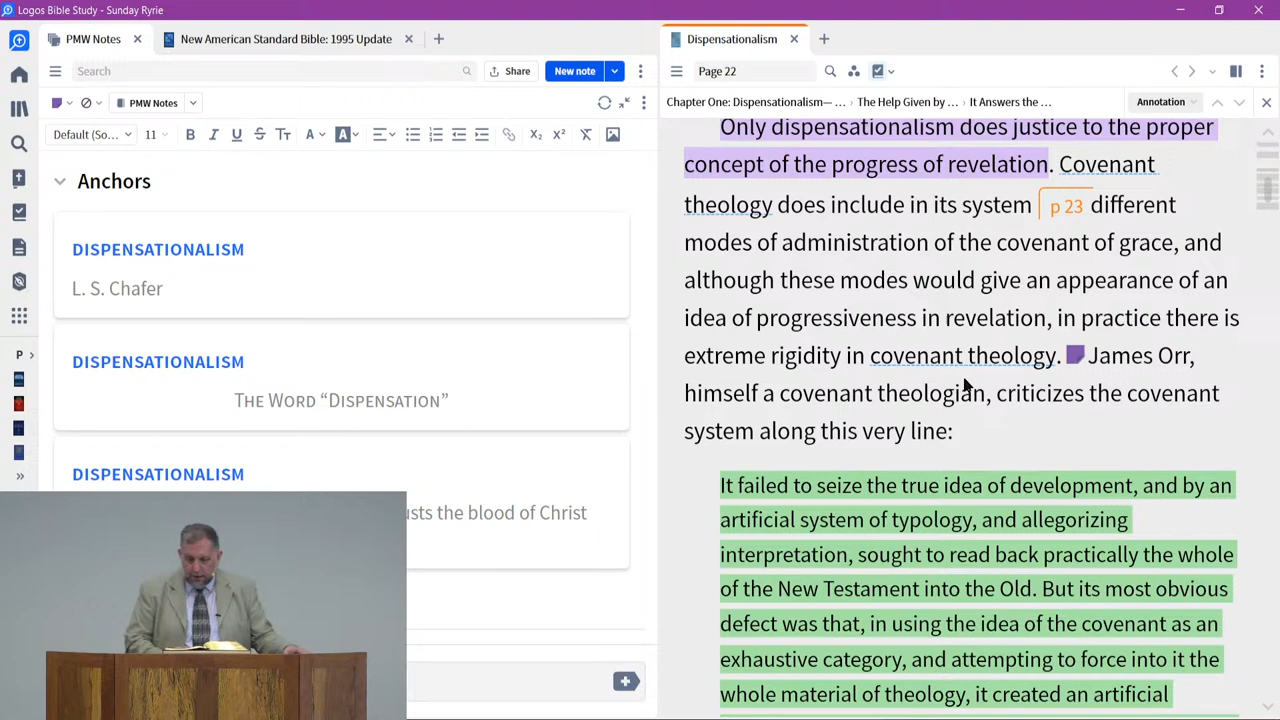 Logos Bible Study - Sunday Ryrie
PMW Notes
New American Standard Bible: 1995 Update
Search
Share
New note
PMW Notes
Default (So...
11
Anchors
DISPENSATIONALISM
L. S. Chafer
DISPENSATIONALISM
THE WORD “DISPENSATION”
DISPENSATIONALISM
usts the blood of Christ
P
Dispensationalism
Page 22
Chapter One: Dispensationalism— ... › The Help Given by ... › It Answers the ...
Annotation
Only dispensationalism does justice to the proper
concept of the progress of revelation. Covenant
theology does include in its system p 23 different
modes of administration of the covenant of grace, and
although these modes would give an appearance of an
idea of progressiveness in revelation, in practice there is
extreme rigidity in covenant theology. James Orr,
himself a covenant theologian, criticizes the covenant
system along this very line:
It failed to seize the true idea of development, and by an
artificial system of typology, and allegorizing
interpretation, sought to read back practically the whole
of the New Testament into the Old. But its most obvious
defect was that, in using the idea of the covenant as an
exhaustive category, and attempting to force into it the
whole material of theology, it created an artificial